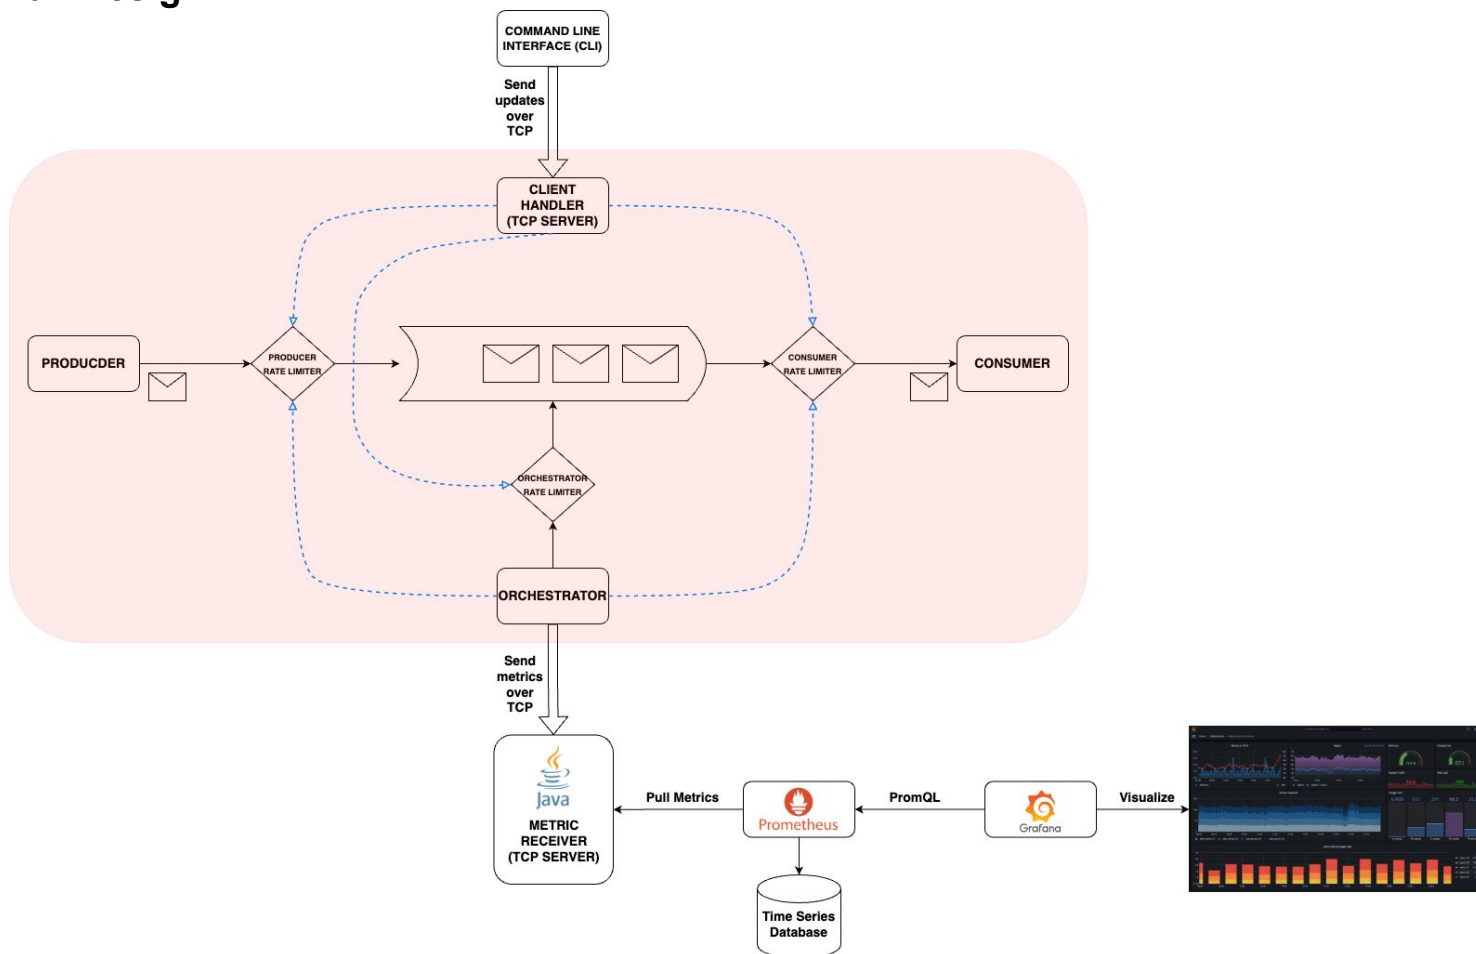 COMMAND LINE
INTERFACE (CLI)
Send
updates
over
TCP
CLIENT
HANDLER
(TCP SERVER)
PRODUCDER
PRODUCER
RATE LIMITER
CONSUMER
RATE LIMITER
CONSUMER
ORCHESTRATOR
RATE LIMITER
ORCHESTRATOR
Send
metrics
over
TCP
Java
METRIC
RECEIVER
(TCP SERVER)
Pull Metrics
Prometheus
PromQL
Grafana
Visualize
Time Series
Database